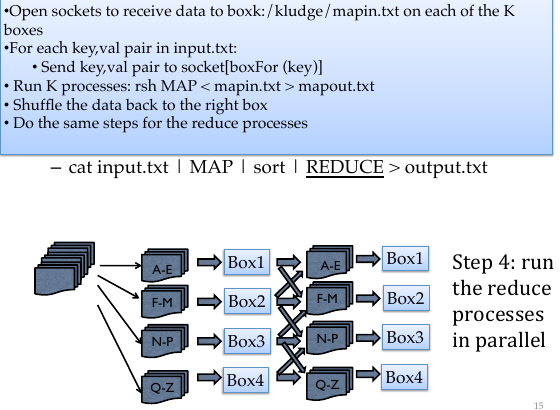 •Open sockets to receive data to boxk:/kludge/mapin.txt on each of the K
boxes
•For each key,val pair in input.txt:
• Send key,val pair to socket[boxFor (key)]
• Run K processes: rsh MAP < mapin.txt > mapout.txt
• Shuffle the data back to the right box
• Do the same steps for the reduce processes
– cat input.txt | MAP | sort | REDUCE > output.txt
A-E
Box1
A-E
Box1
F-M
Box2
F-M
Box2
N-P
Box3
N-P
Box3
Q-Z
Box4
Q-Z
Box4
Step 4: run
the reduce
processes
in parallel
15